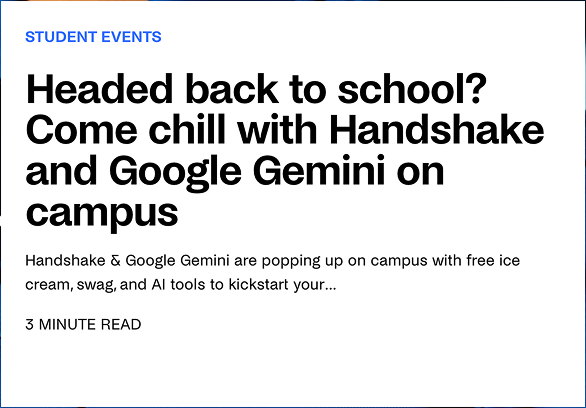 STUDENT EVENTS
Headed back to school?
Come chill with Handshake
and Google Gemini on
campus
Handshake & Google Gemini are popping up on campus with free ice
cream, swag, and AI tools to kickstart your...
3 MINUTE READ